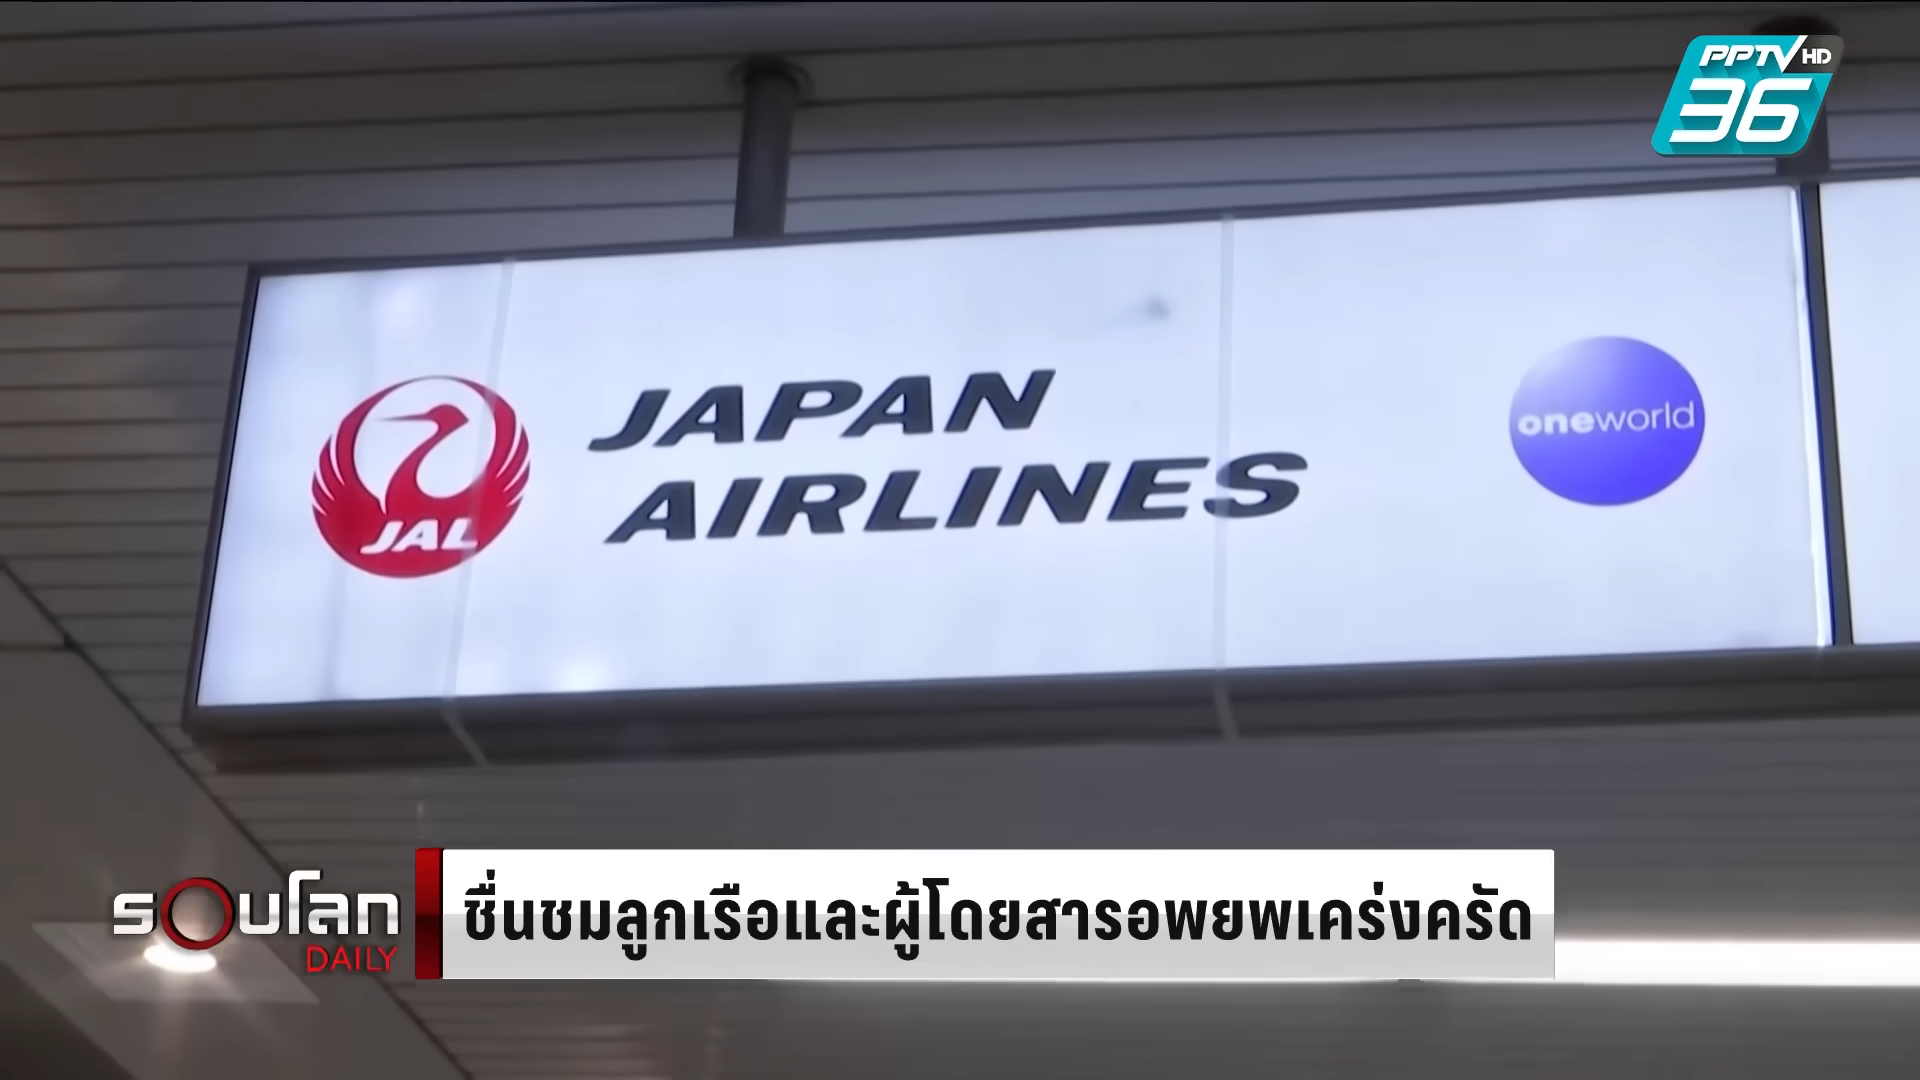 PPTV HD
36
JAPAN
AIRLINES
JAL
oneworld
รอบโลก
DAILY
ชื่นชมลูกเรือและผู้โดยสารอพยพเคร่งครัด